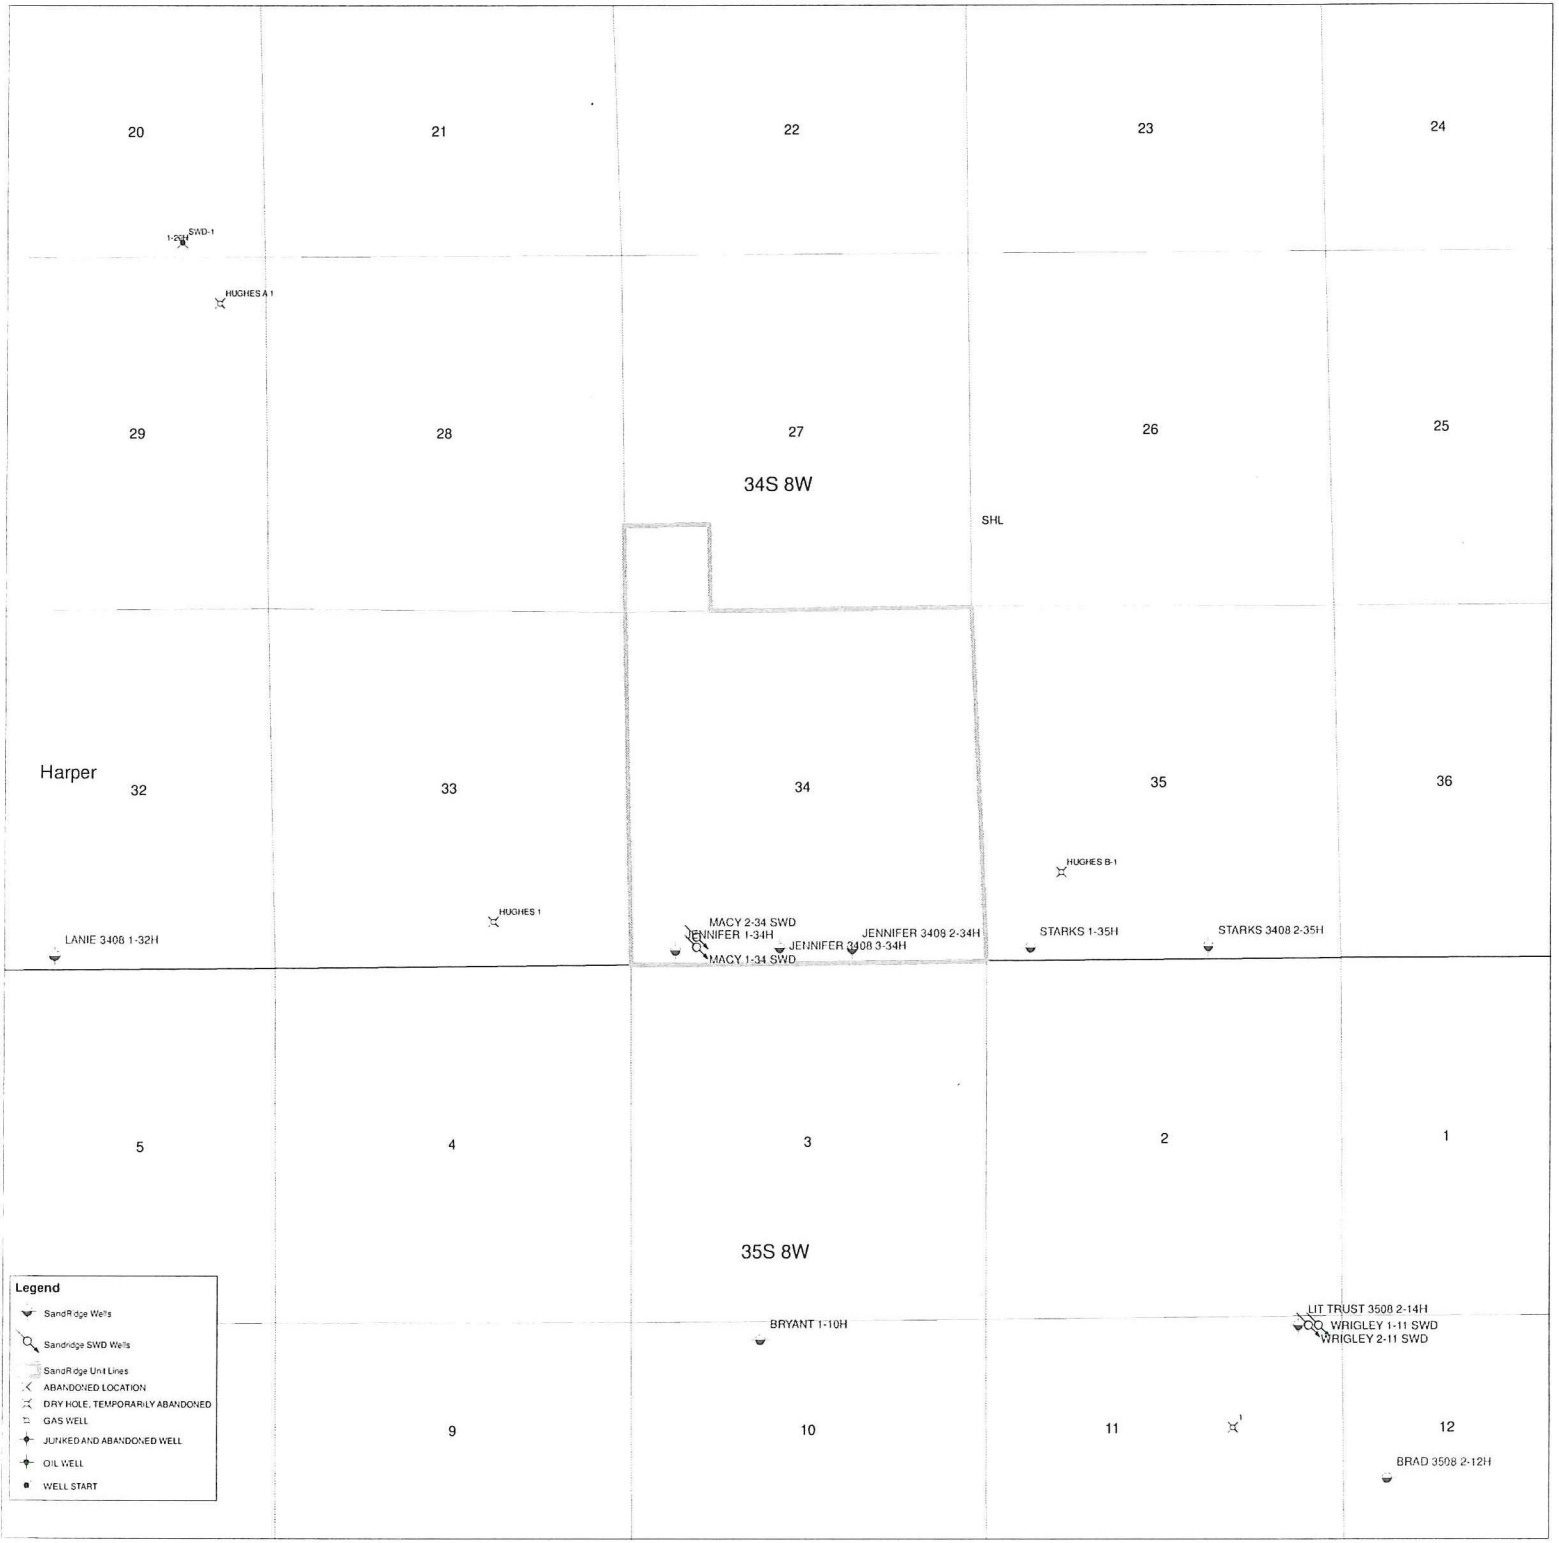 20
21
22
23
24
SWD-1
HUGHES A 1
29
28
27
26
25
34S 8W
SHL
Harper
32
33
34
35
36
HUGHES B-1
HUGHES 1
MACY 2-34 SWD
LANIE 3408 1-32H
JENNIFER 1-34H
JENNIFER 3408 2-34H
STARKS 1-35H
STARKS 3408 2-35H
JENNIFER 3408 3-34H
MACY 1-34 SWD
5
4
3
2
1
35S 8W
Legend
SandRidge Wells
Sandridge SWD Wells
SandRidge Unit Lines
ABANDONED LOCATION
DRY HOLE, TEMPORARILY ABANDONED
GAS WELL
JUNKED AND ABANDONED WELL
OIL WELL
WELL START
BRYANT 1-10H
LIT TRUST 3508 2-14H
WRIGLEY 1-11 SWD
WRIGLEY 2-11 SWD
9
10
11
1
12
BRAD 3508 2-12H